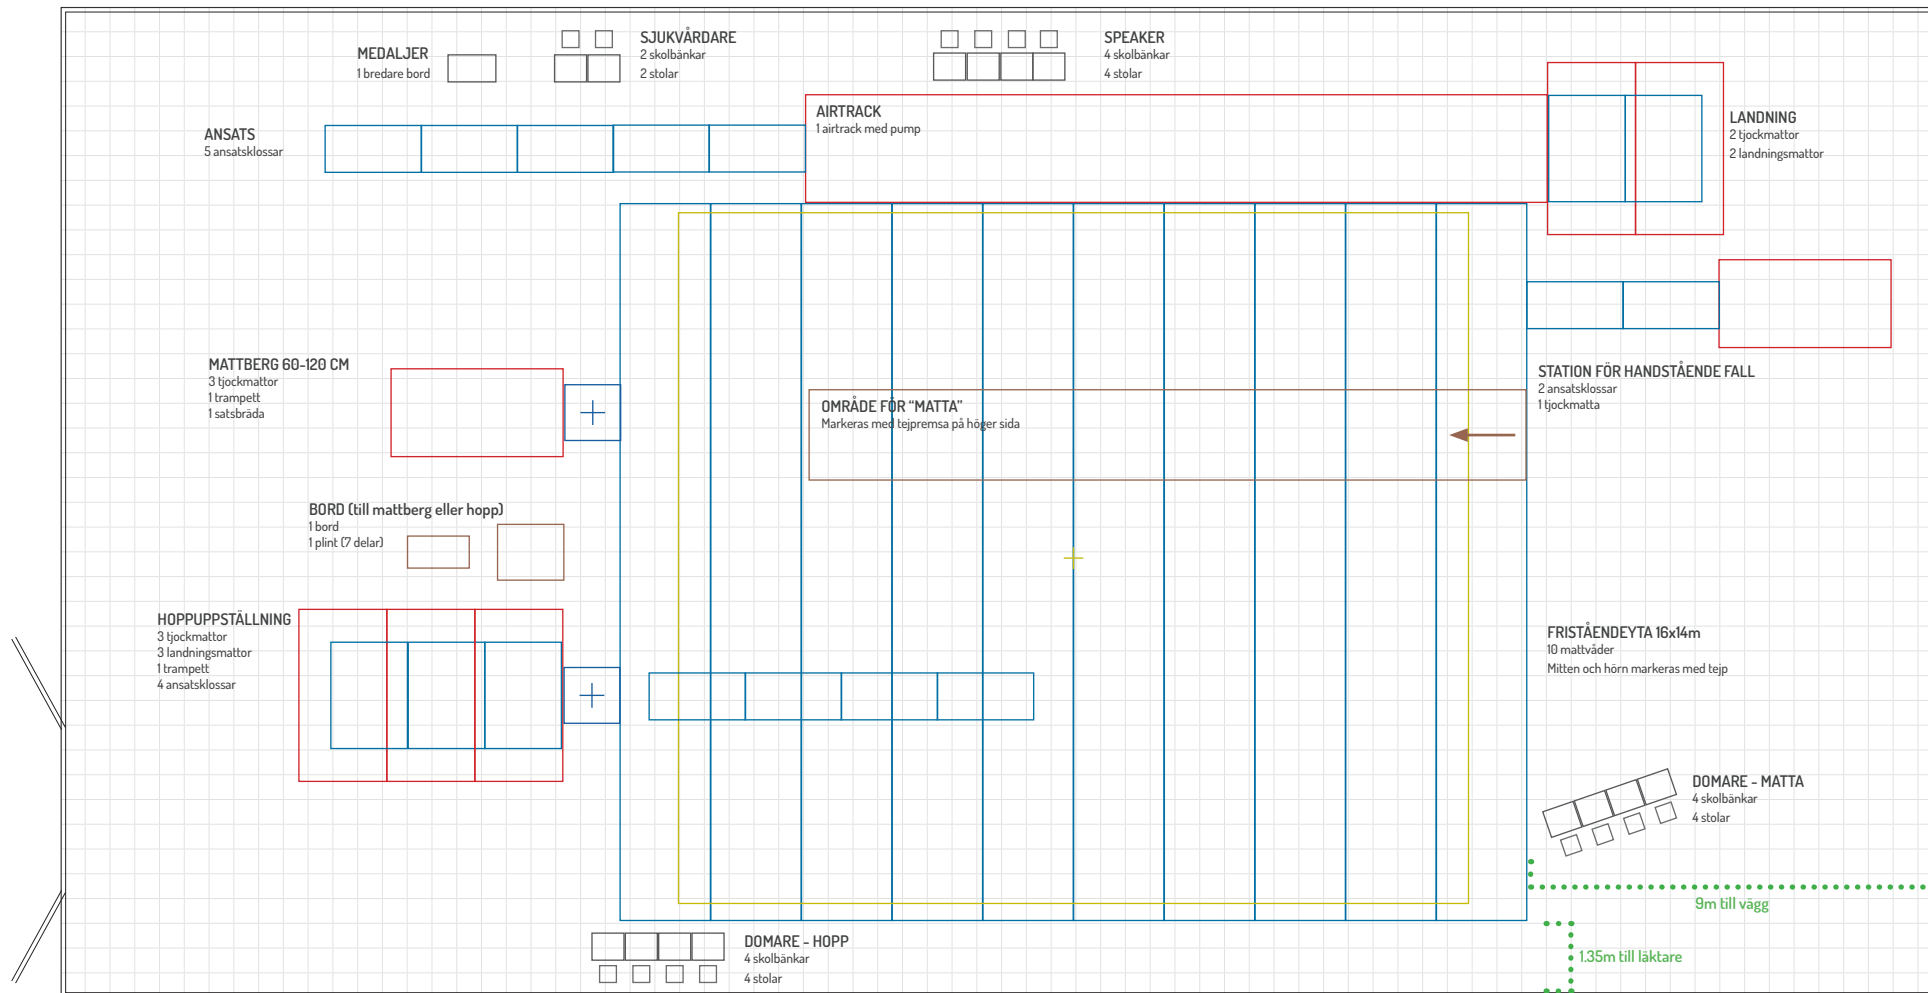 MEDALJER
1 bredare bord
SJUKVÅRDARE
2 skolbänkar
2 stolar
SPEAKER
4 skolbänkar
4 stolar
ANSATS
5 ansatsklossar
AIRTRACK
1 airtrack med pump
LANDNING
2 tjockmattor
2 landningsmattor
MATTBERG 60-120 CM
3 tjockmattor
1 trampett
1 satsbräda
OMRÅDE FÖR “MATTA”
Markeras med tejpremsa på höger sida
STATION FÖR HANDSTÅENDE FALL
2 ansatsklossar
1 tjockmatta
BORD (till mattberg eller hopp)
1 bord
1 plint (7 delar)
HOPPUPPSTÄLLNING
3 tjockmattor
3 landningsmattor
1 trampett
4 ansatsklossar
FRISTÅENDEYTA 16x14m
10 mattvåder
Mitten och hörn markeras med tejp
DOMARE - MATTA
4 skolbänkar
4 stolar
9m till vägg
DOMARE - HOPP
4 skolbänkar
4 stolar
1.35m till läktare